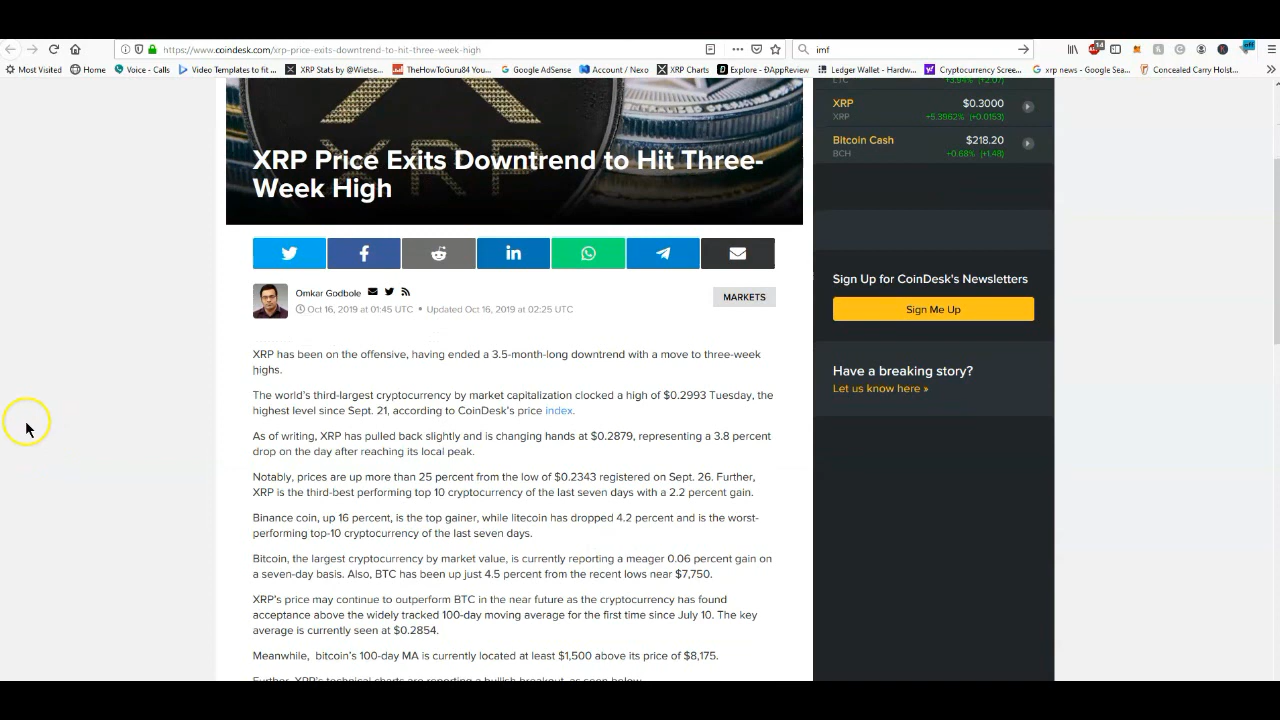 https://www.coindesk.com/xrp-price-exits-downtrend-to-hit-three-week-high
imf
14
Most Visited
Home
Voice - Calls
Video Templates to fit ...
XRP Stats by @Wietse...
TheHowToGuru84 You...
Google AdSense
Account / Nexo
XRP Charts
Explore - ÐAppReview
Ledger Wallet - Hardw...
Cryptocurrency Scree...
xrp news - Google Sea...
Concealed Carry Holst...
XRP
$0.3000
XRP
+5.3962% (+0.0153)
Bitcoin Cash
$218.20
BCH
+0.68% (+1.48)
XRP
XRP Price Exits Downtrend to Hit Three-
Week High
Omkar Godbole
Oct 16, 2019 at 01:45 UTC • Updated Oct 16, 2019 at 02:25 UTC
MARKETS
XRP has been on the offensive, having ended a 3.5-month-long downtrend with a move to three-week
highs.
The world's third-largest cryptocurrency by market capitalization clocked a high of $0.2993 Tuesday, the
highest level since Sept. 21, according to CoinDesk's price index.
As of writing, XRP has pulled back slightly and is changing hands at $0.2879, representing a 3.8 percent
drop on the day after reaching its local peak.
Notably, prices are up more than 25 percent from the low of $0.2343 registered on Sept. 26. Further,
XRP is the third-best performing top 10 cryptocurrency of the last seven days with a 2.2 percent gain.
Binance coin, up 16 percent, is the top gainer, while litecoin has dropped 4.2 percent and is the worst-
performing top-10 cryptocurrency of the last seven days.
Bitcoin, the largest cryptocurrency by market value, is currently reporting a meager 0.06 percent gain on
a seven-day basis. Also, BTC has been up just 4.5 percent from the recent lows near $7,750.
XRP's price may continue to outperform BTC in the near future as the cryptocurrency has found
acceptance above the widely tracked 100-day moving average for the first time since July 10. The key
average is currently seen at $0.2854.
Meanwhile, bitcoin's 100-day MA is currently located at least $1,500 above its price of $8,175.
Further, XRP's technical charts are reporting a bullish breakout, as seen below.
Sign Up for CoinDesk's Newsletters
Sign Me Up
Have a breaking story?
Let us know here »